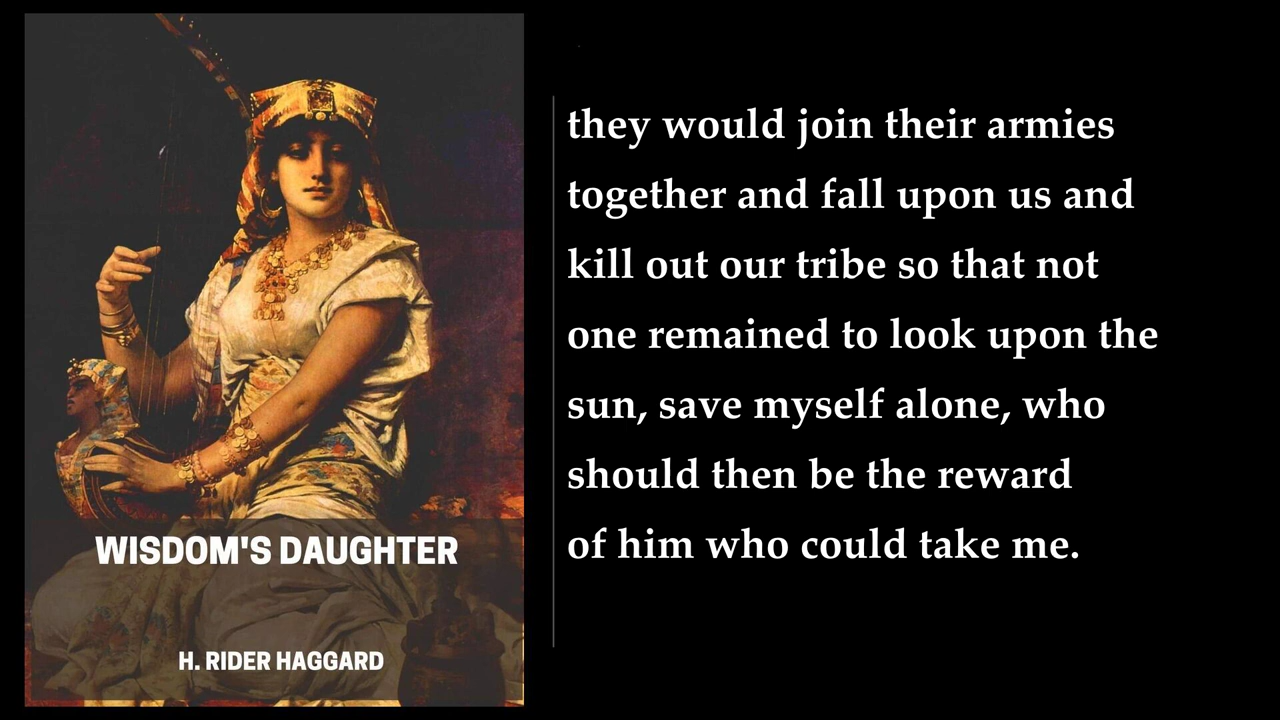 WISDOM'S DAUGHTER
H. RIDER HAGGARD
they would join their armies
together and fall upon us and
kill out our tribe so that not
one remained to look upon the
sun, save myself alone, who
should then be the reward
of him who could take me.